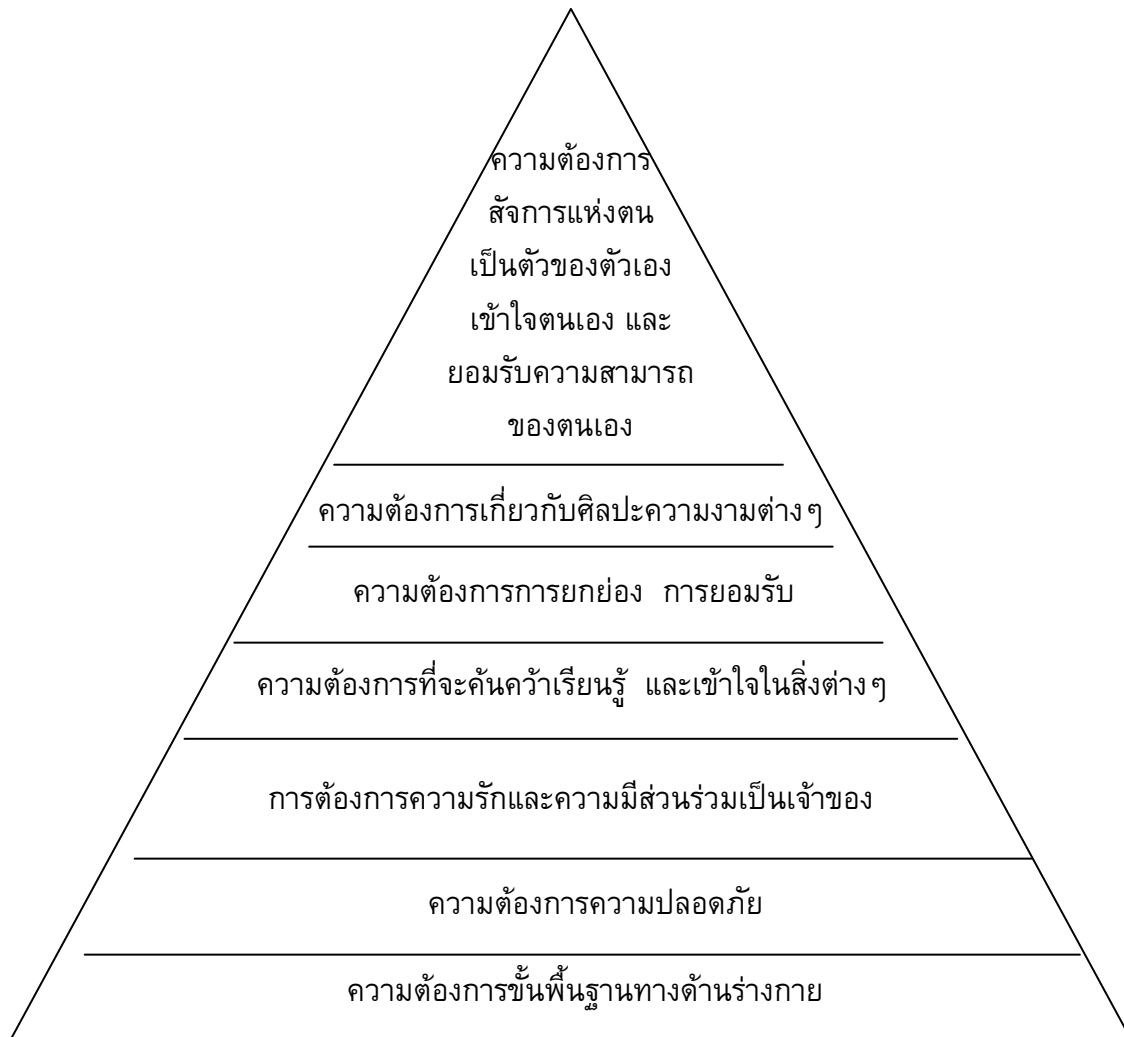 ความต้องการ
สัจการแห่งตน
เป็นตัวของตัวเอง
เข้าใจตนเอง และ
ยอมรับความสามารถ
ของตนเอง
ความต้องการเกี่ยวกับศิลปะความงามต่างๆ
ความต้องการการยกย่อง การยอมรับ
ความต้องการที่จะค้นคว้าเรียนรู้ และเข้าใจในสิ่งต่างๆ
การต้องการความรักและความมีส่วนร่วมเป็นเจ้าของ
ความต้องการความปลอดภัย
ความต้องการขั้นพื้นฐานทางด้านร่างกาย